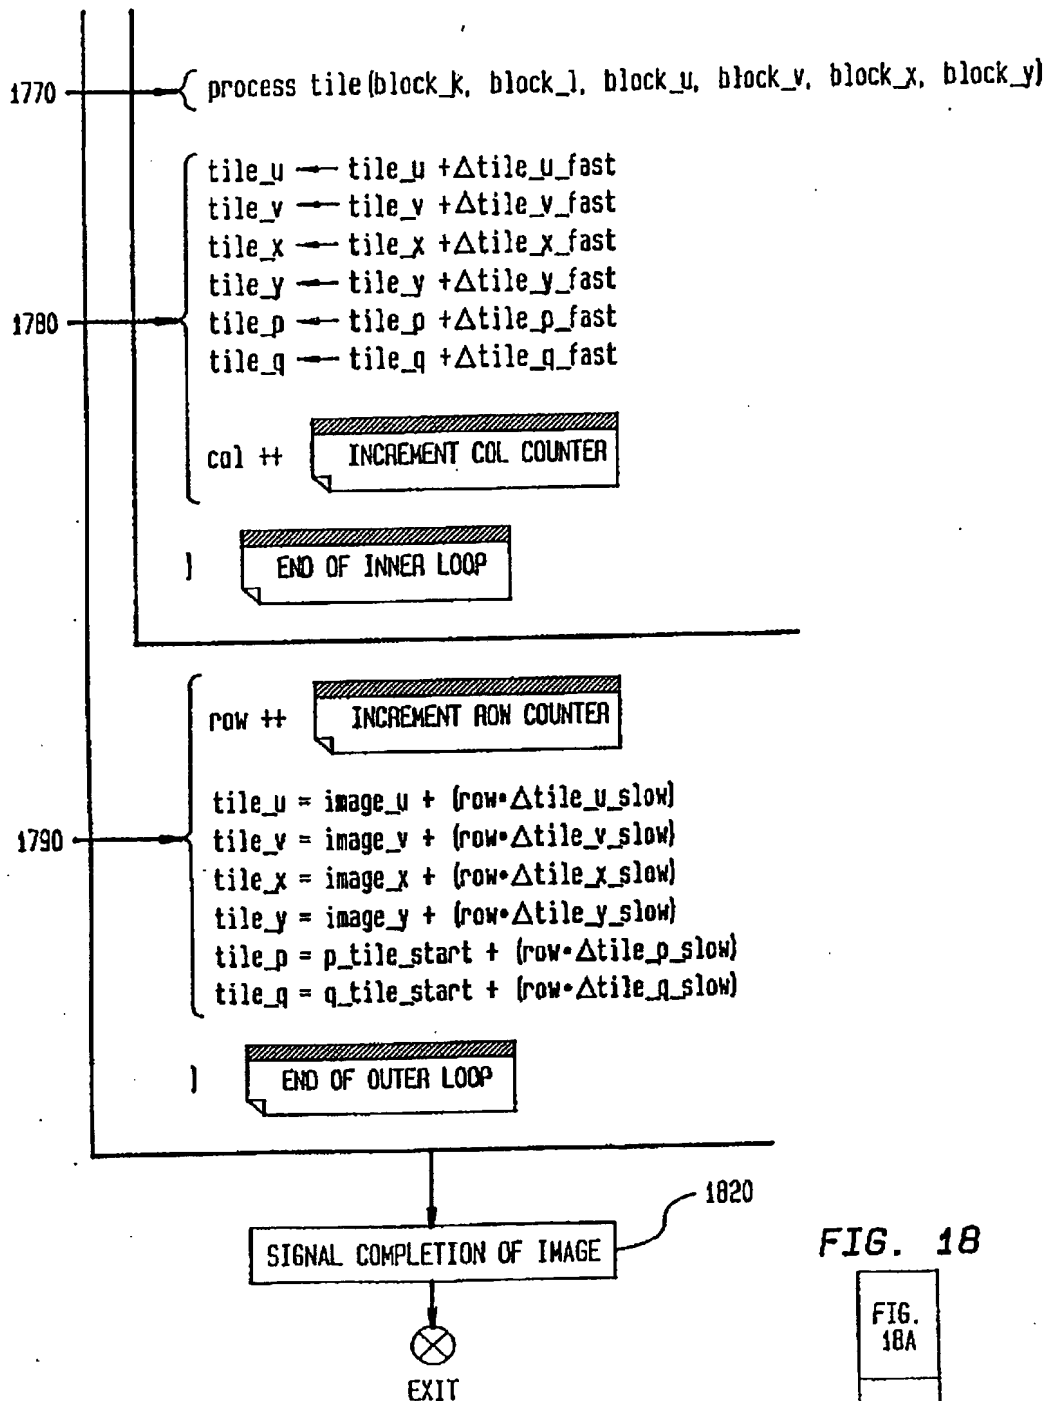 1770
process tile(block_k, block_l, block_u, block_v, block_x, block_y)
tile_u ← tile_u +Δtile_u_fast
tile_v ← tile_v +Δtile_v_fast
tile_x ← tile_x +Δtile_x_fast
tile_y ← tile_y +Δtile_y_fast
1780
tile_p ← tile_p +Δtile_p_fast
tile_q ← tile_q +Δtile_q_fast
col ++ INCREMENT COL COUNTER
} END OF INNER LOOP
row ++ INCREMENT ROW COUNTER
tile_u = image_u + (row•Δtile_u_slow)
1790
tile_v = image_v + (row•Δtile_v_slow)
tile_x = image_x + (row•Δtile_x_slow)
tile_y = image_y + (row•Δtile_y_slow)
tile_p = p_tile_start + (row•Δtile_p_slow)
tile_q = q_tile_start + (row•Δtile_q_slow)
} END OF OUTER LOOP
1820
SIGNAL COMPLETION OF IMAGE
EXIT
FIG. 18
FIG.
18A